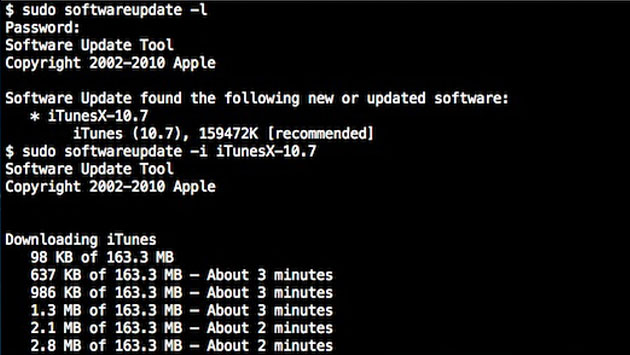 $ sudo softwareupdate -l
Password:
Software Update Tool
Copyright 2002-2010 Apple
Software Update found the following new or updated software:
* iTunesX-10.7
iTunes (10.7), 159472K [recommended]
$ sudo softwareupdate -i iTunesX-10.7
Software Update Tool
Copyright 2002-2010 Apple
Downloading iTunes
98 KB of 163.3 MB
637 KB of 163.3 MB – About 3 minutes
986 KB of 163.3 MB – About 3 minutes
1.3 MB of 163.3 MB – About 3 minutes
2.1 MB of 163.3 MB – About 2 minutes
2.8 MB of 163.3 MB – About 2 minutes